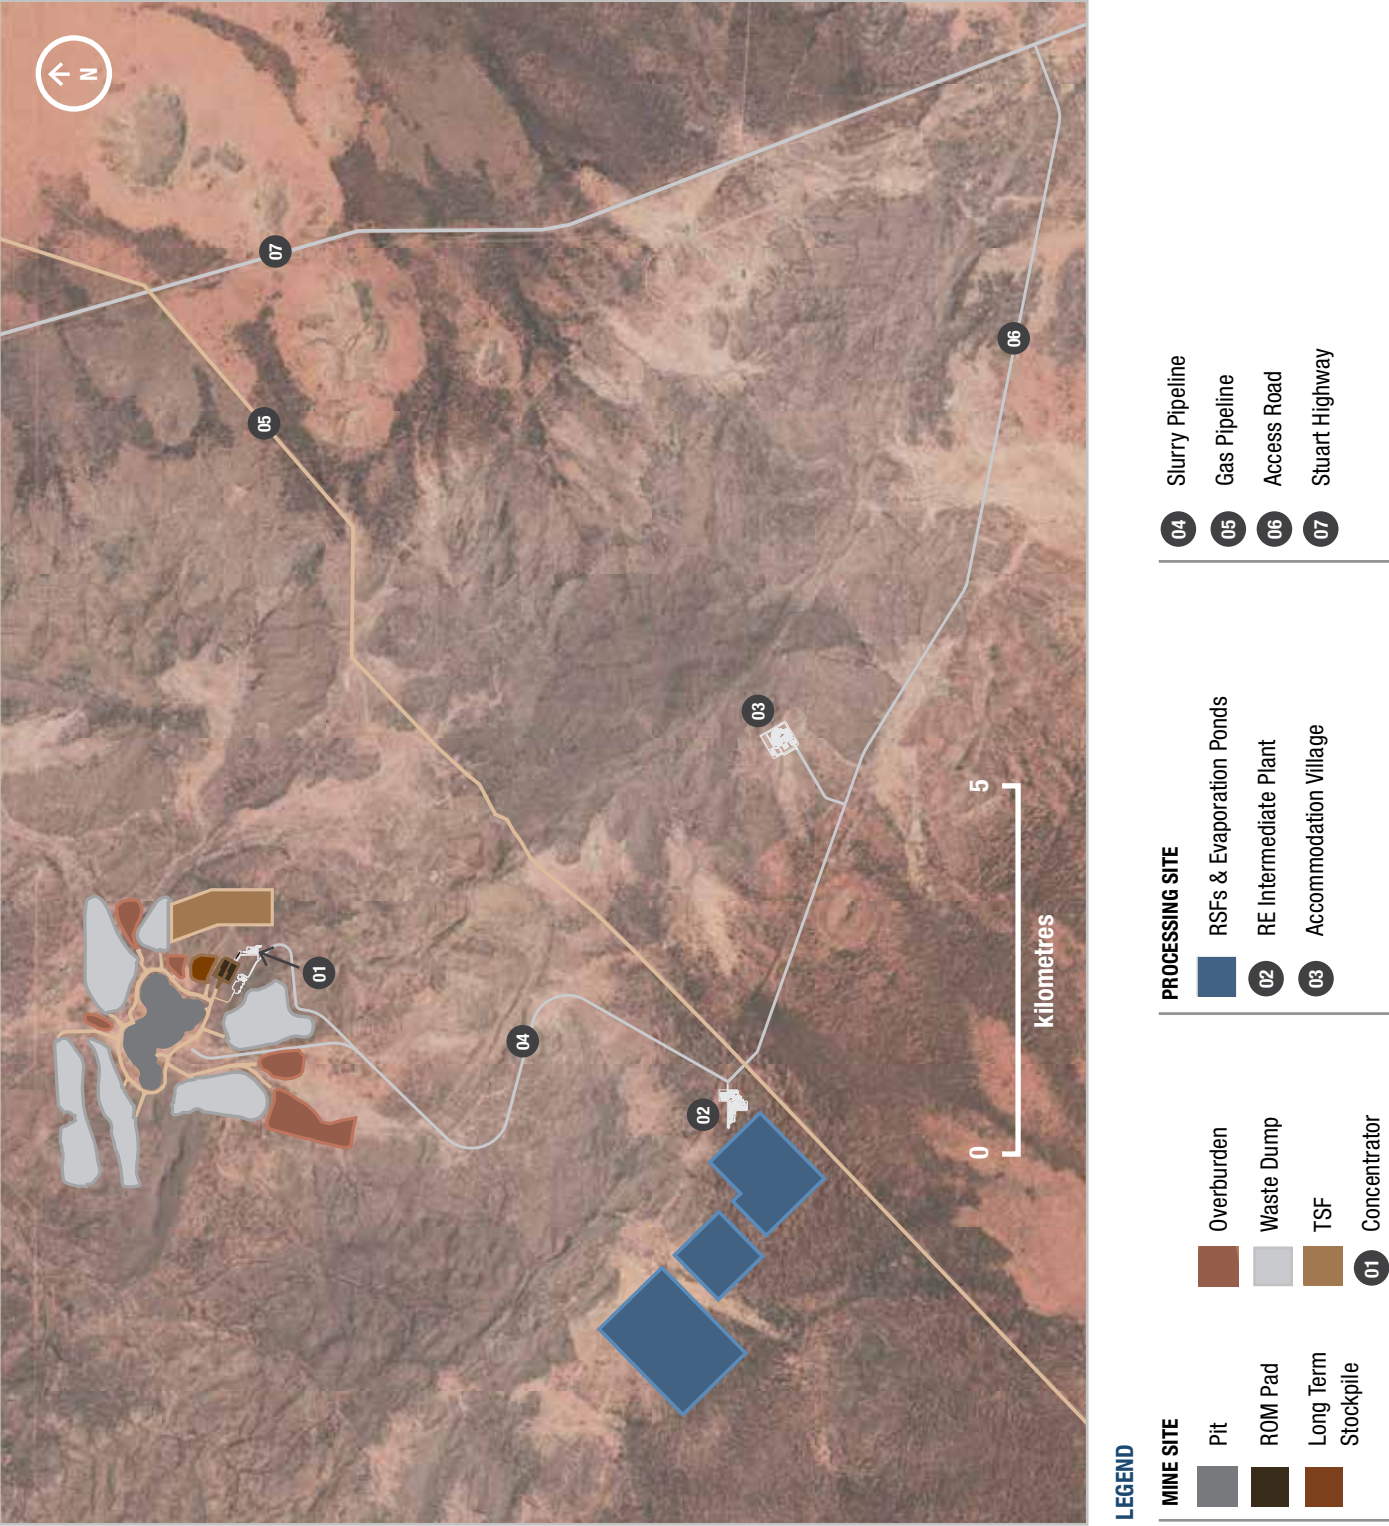 N
07
05
06
03
01
04
02
0
5
kilometres
LEGEND
MINE SITE
Pit
ROM Pad
Long Term
Stockpile
Overburden
Waste Dump
TSF
01 Concentrator
PROCESSING SITE
RSFs & Evaporation Ponds
02 RE Intermediate Plant
03 Accommodation Village
04 Slurry Pipeline
05 Gas Pipeline
06 Access Road
07 Stuart Highway